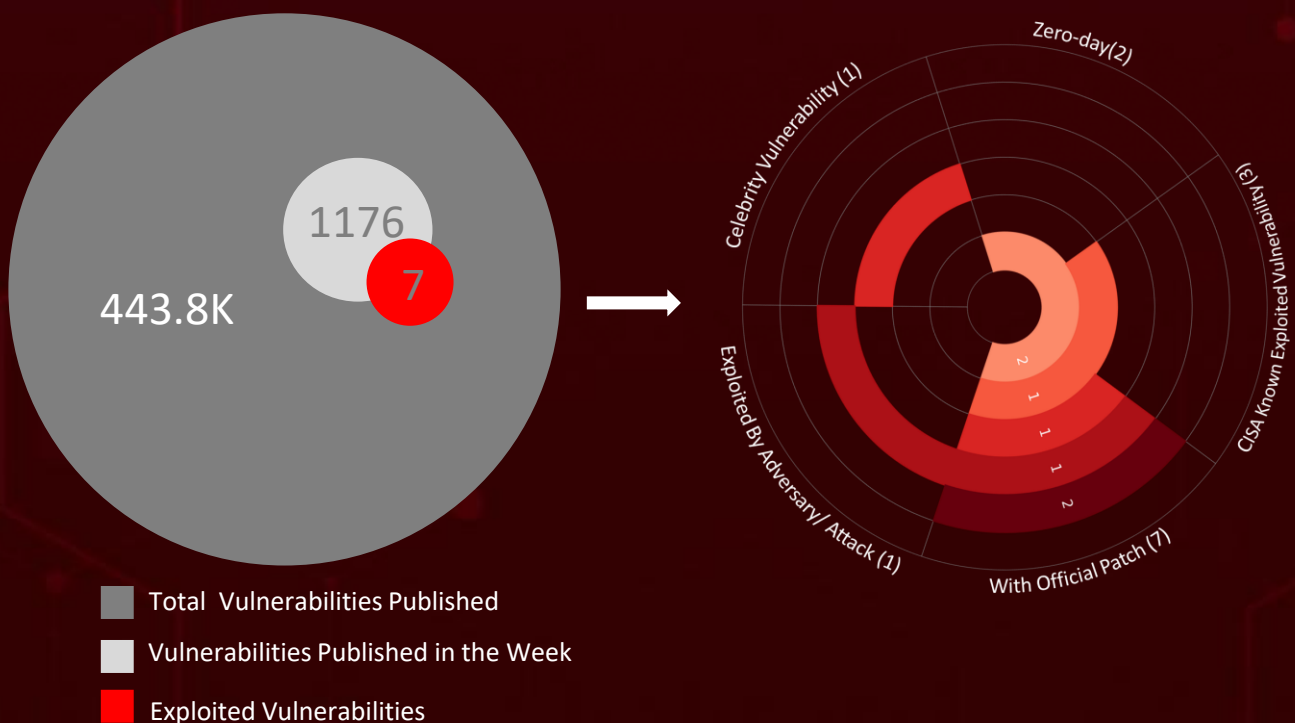 443.8K
1176
7
Total Vulnerabilities Published
Vulnerabilities Published in the Week
Exploited Vulnerabilities
Zero-day(2)
CISA Known Exploited Vulnerability(3)
With Official Patch (7)
Exploited By Adversary/ Attack (1)
Celebrity Vulnerability (1)
2
1
1
1
2